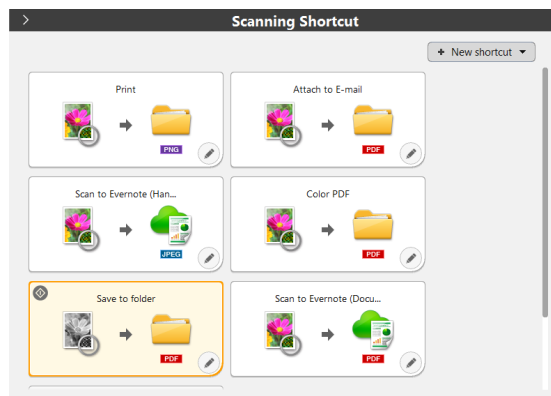 Scanning Shortcut
+ New shortcut
Print
PNG
Attach to E-mail
PDF
Scan to Evernote (Han...
JPEG
Color PDF
PDF
Save to folder
PDF
Scan to Evernote (Docu...
PDF